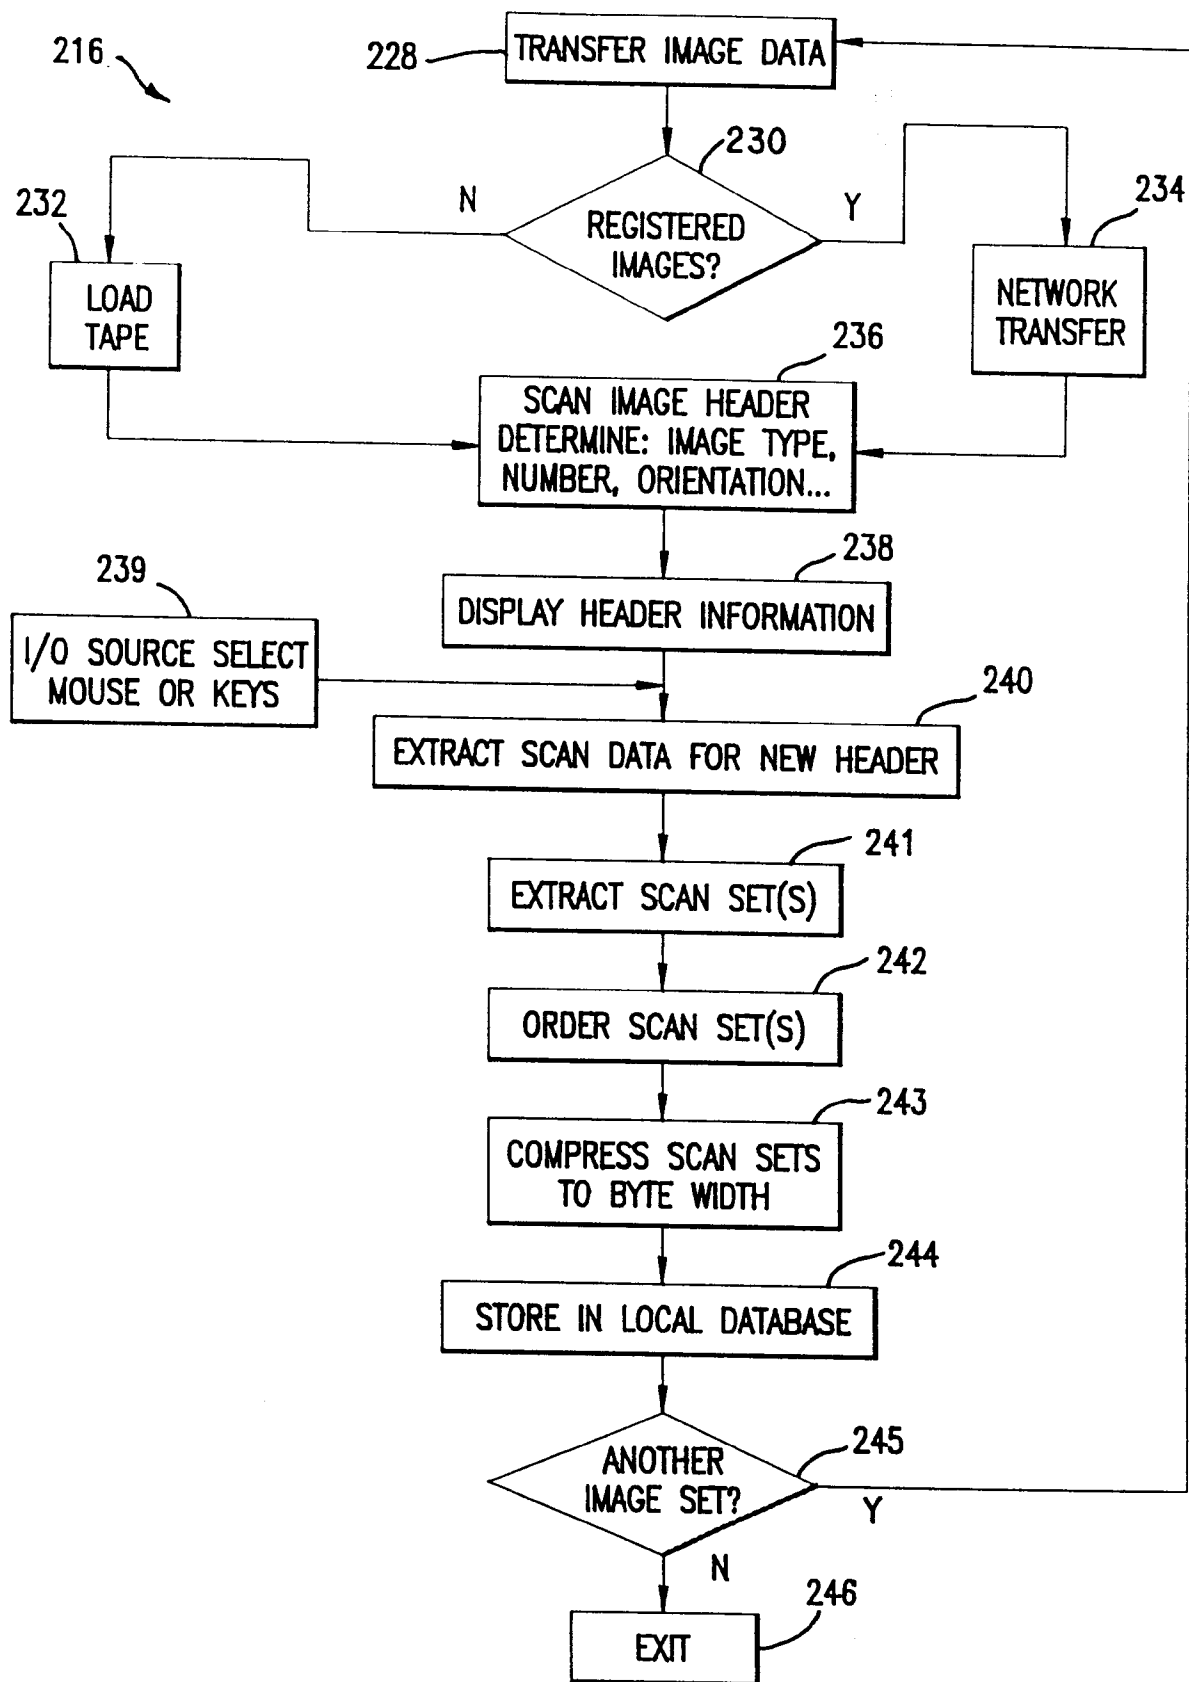 216
228
TRANSFER IMAGE DATA
230
N
Y
232
234
REGISTERED
IMAGES?
LOAD
TAPE
NETWORK
TRANSFER
236
SCAN IMAGE HEADER
DETERMINE: IMAGE TYPE,
NUMBER, ORIENTATION...
238
239
DISPLAY HEADER INFORMATION
I/O SOURCE SELECT
MOUSE OR KEYS
240
EXTRACT SCAN DATA FOR NEW HEADER
241
EXTRACT SCAN SET(S)
242
ORDER SCAN SET(S)
243
COMPRESS SCAN SETS
TO BYTE WIDTH
244
STORE IN LOCAL DATABASE
245
ANOTHER
IMAGE SET?
Y
N
246
EXIT